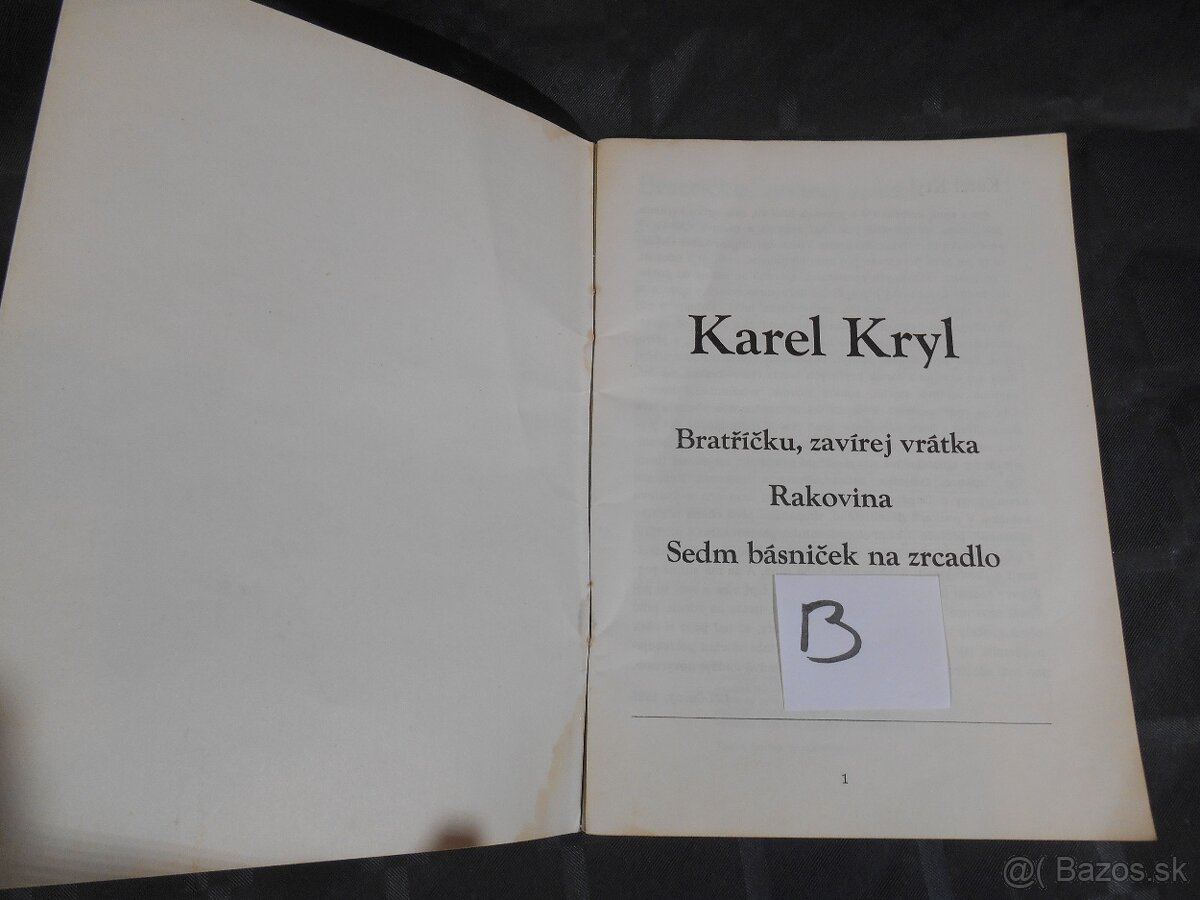 Karel Kryl
Bratříčku, zavírej vrátka
Rakovina
Sedm básniček na zrcadlo
B
1
@( Bazos.sk